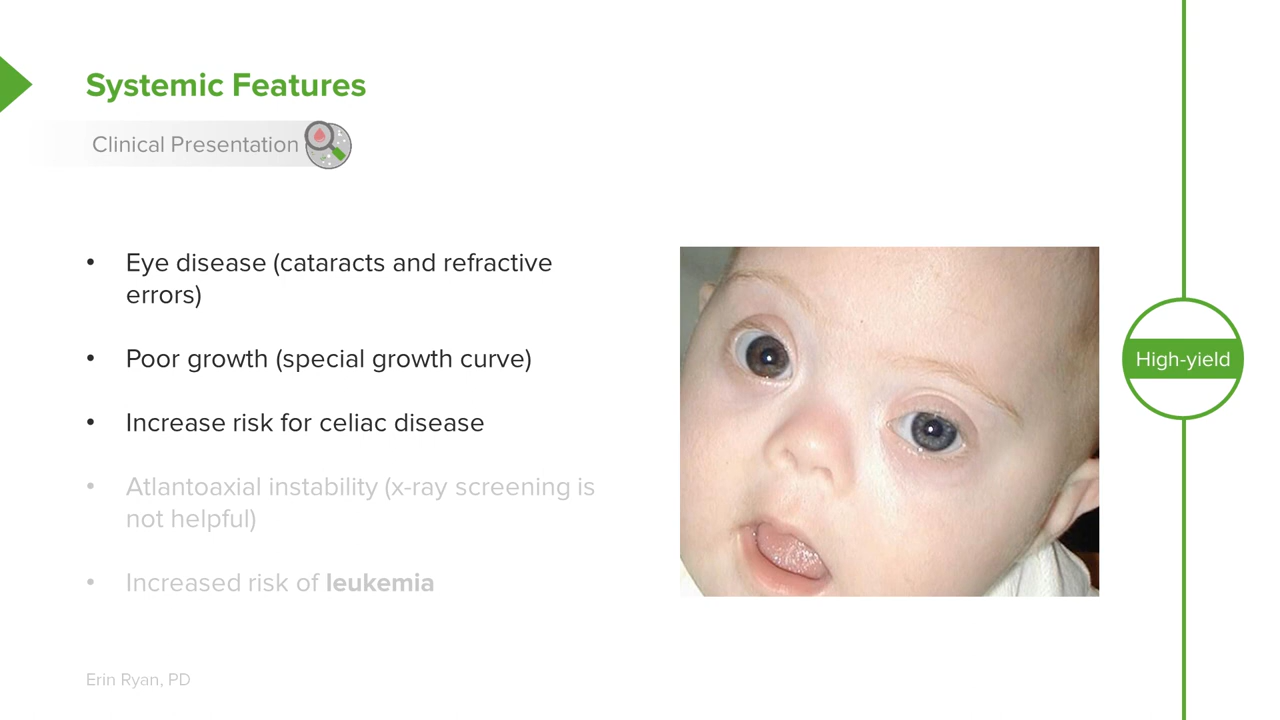 Systemic Features
Clinical Presentation
• Eye disease (cataracts and refractive
errors)
• Poor growth (special growth curve)
• Increase risk for celiac disease
• Atlantoaxial instability (x-ray screening is
not helpful)
• Increased risk of leukemia
High-yield
Erin Ryan, PD